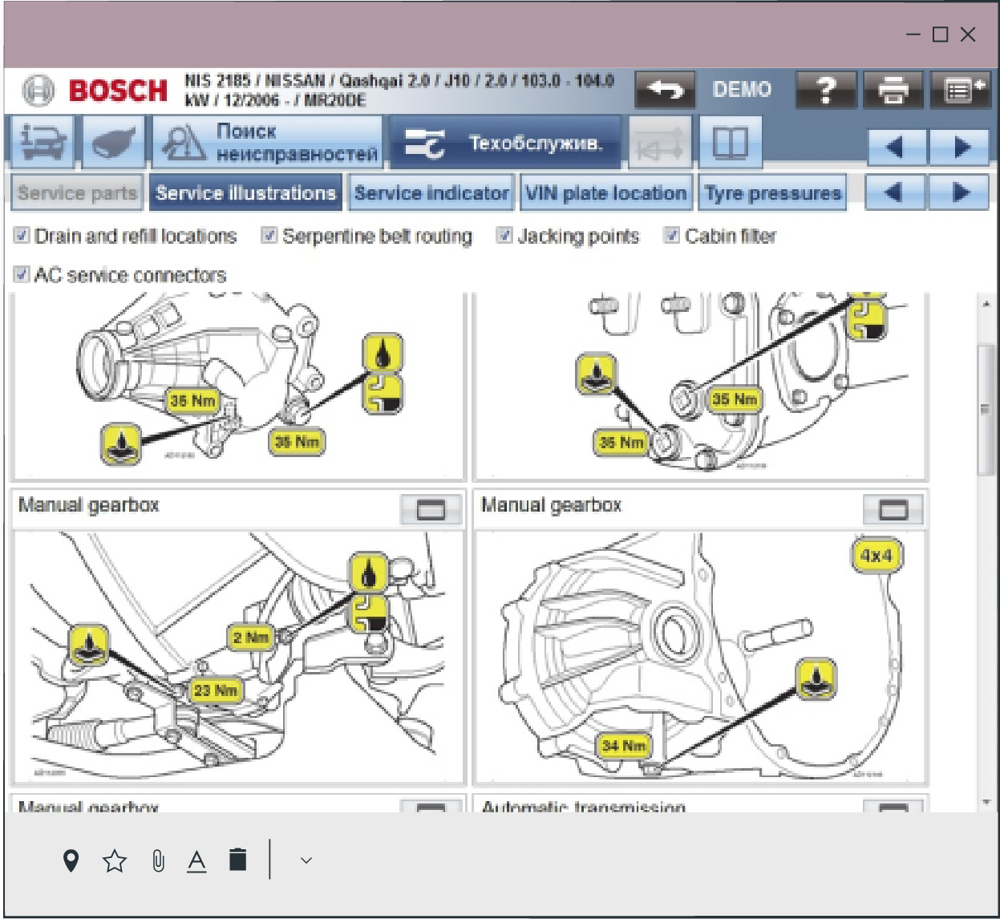 BOSCH
NIS 2185 / NISSAN / Qashqai 2.0 / J10 / 2.0 / 103.0 - 104.0
kW / 12/2006 - / MR20DE
DEMO
?
Поиск
неисправностей
Техобслужив.
Service parts
Service illustrations
Service indicator
VIN plate location
Tyre pressures
Drain and refill locations
Serpentine belt routing
Jacking points
Cabin filter
AC service connectors
35 Nm
35 Nm
35 Nm
35 Nm
Manual gearbox
Manual gearbox
2 Nm
23 Nm
4x4
34 Nm
Manual gearbox
Automatic transmission
A